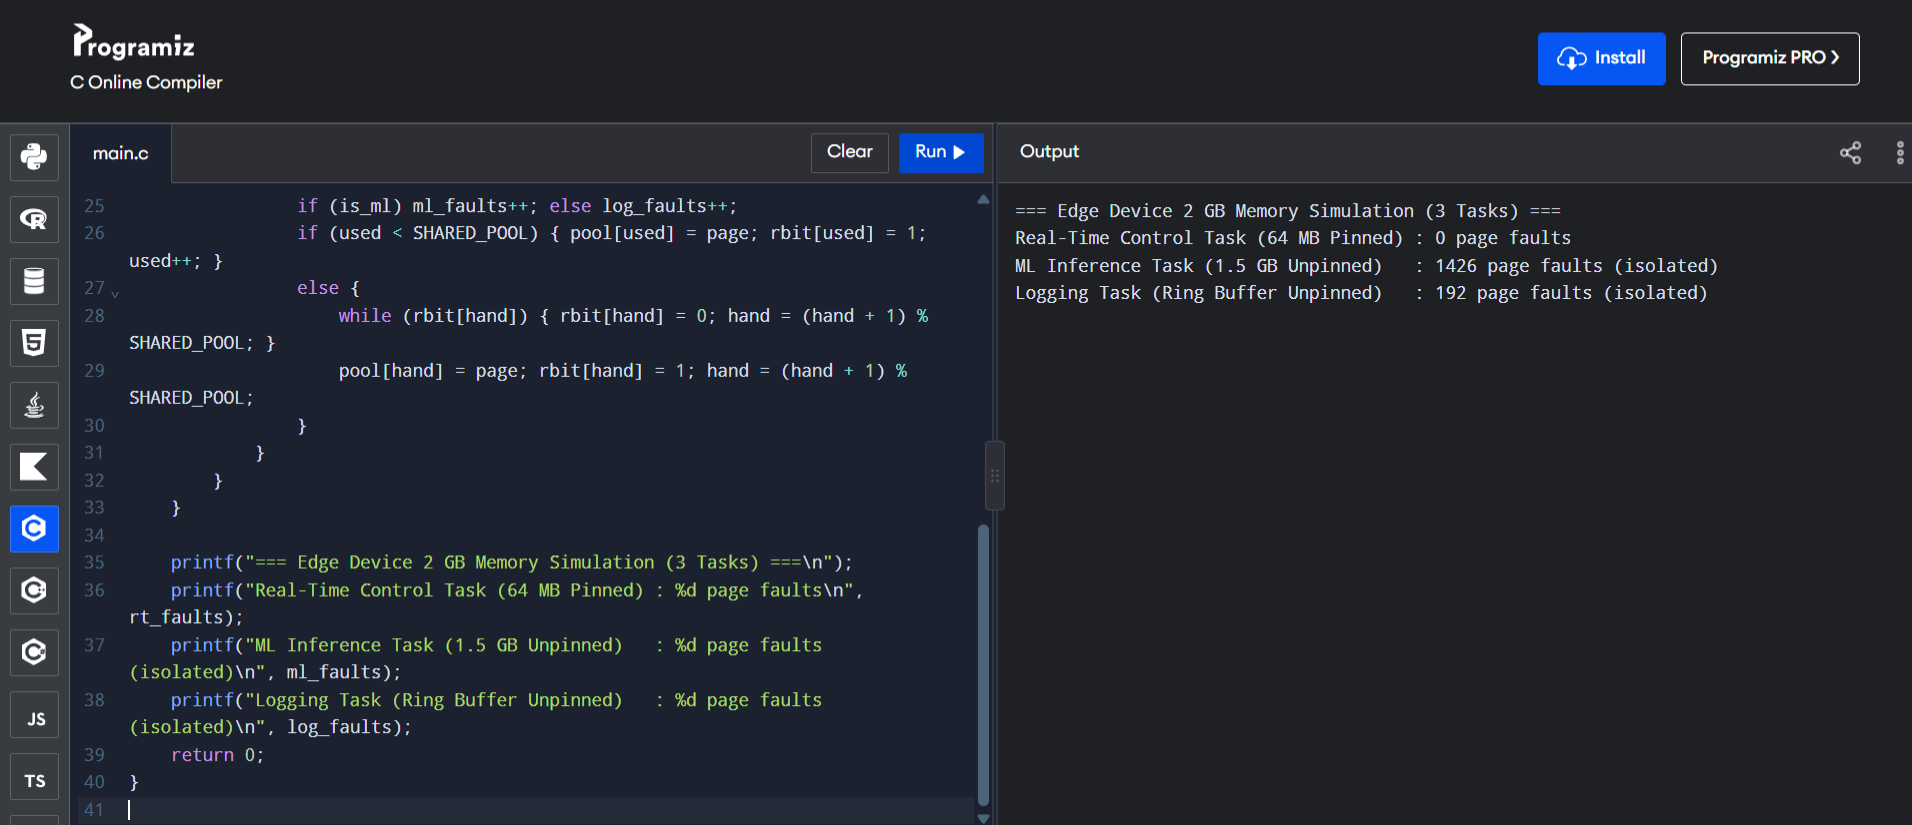 Programiz
C Online Compiler
Install
Programiz PRO
main.c
Clear
Run
Output
25 if (is_ml) ml_faults++; else log_faults++;
26 if (used < SHARED_POOL) { pool[used] = page; rbit[used] = 1;
used++; }
27 else {
28 while (rbit[hand]) { rbit[hand] = 0; hand = (hand + 1) %
SHARED_POOL; }
29 pool[hand] = page; rbit[hand] = 1; hand = (hand + 1) %
SHARED_POOL;
30 }
31 }
32 }
33 }
34
35 printf("=== Edge Device 2 GB Memory Simulation (3 Tasks) ===\n");
36 printf("Real-Time Control Task (64 MB Pinned) : %d page faults\n",
rt_faults);
37 printf("ML Inference Task (1.5 GB Unpinned)   : %d page faults
(isolated)\n", ml_faults);
38 printf("Logging Task (Ring Buffer Unpinned)   : %d page faults
(isolated)\n", log_faults);
39 return 0;
40 }
41
=== Edge Device 2 GB Memory Simulation (3 Tasks) ===
Real-Time Control Task (64 MB Pinned) : 0 page faults
ML Inference Task (1.5 GB Unpinned)   : 1426 page faults (isolated)
Logging Task (Ring Buffer Unpinned)   : 192 page faults (isolated)
R
5
C
C
C
JS
TS